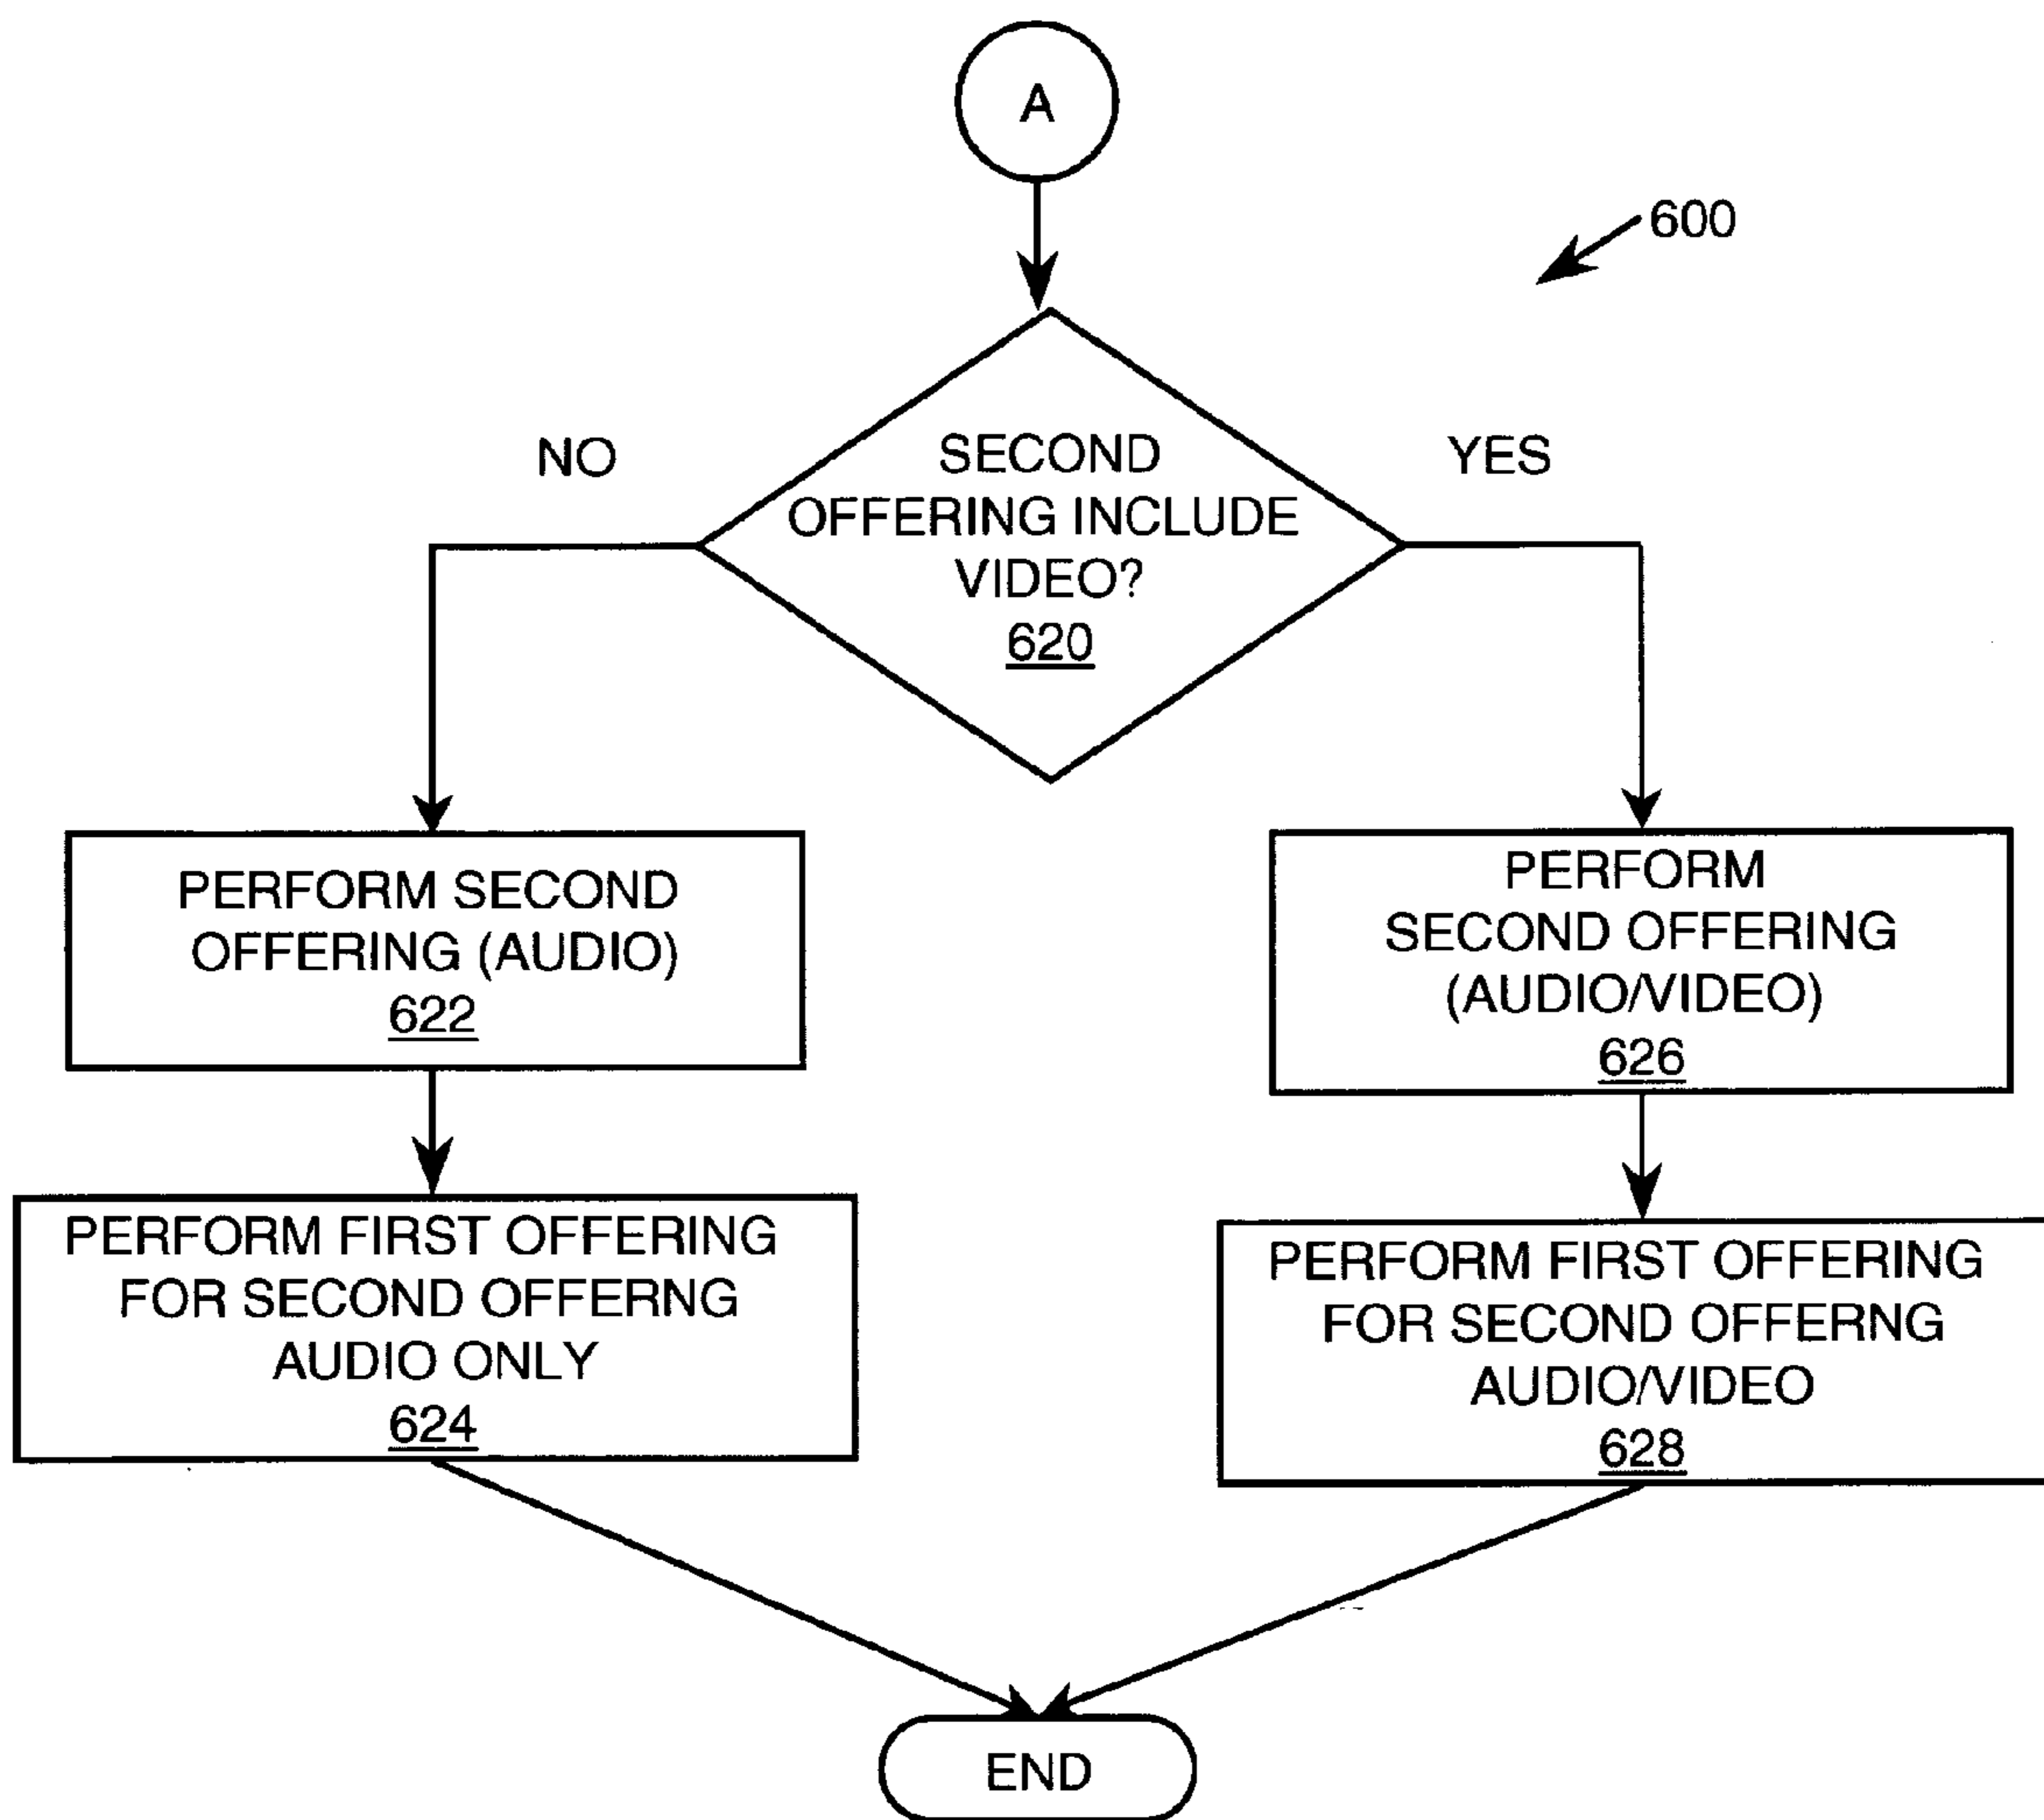 A
600
NO
YES
SECOND
OFFERING INCLUDE
VIDEO?
620
PERFORM SECOND
OFFERING (AUDIO)
622
PERFORM
SECOND OFFERING
(AUDIO/VIDEO)
626
PERFORM FIRST OFFERING
FOR SECOND OFFERNG
AUDIO ONLY
624
PERFORM FIRST OFFERING
FOR SECOND OFFERNG
AUDIO/VIDEO
628
END